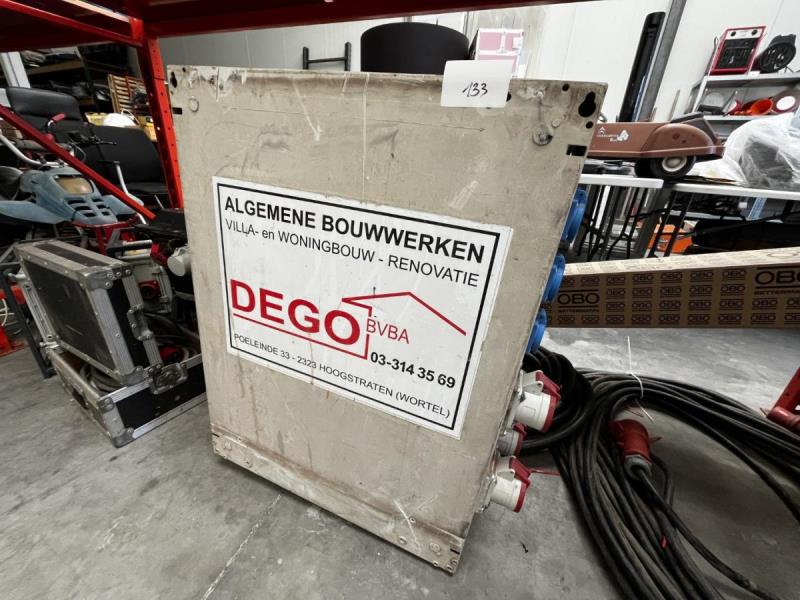 133
ALGEMENE BOUWWERKEN
VILLA- en WONINGBOUW - RENOVATIE
DEGO BVBA
03-314 35 69
POELEINDE 33 - 2323 HOOGSTRATEN (WORTEL)
OBO
OBO